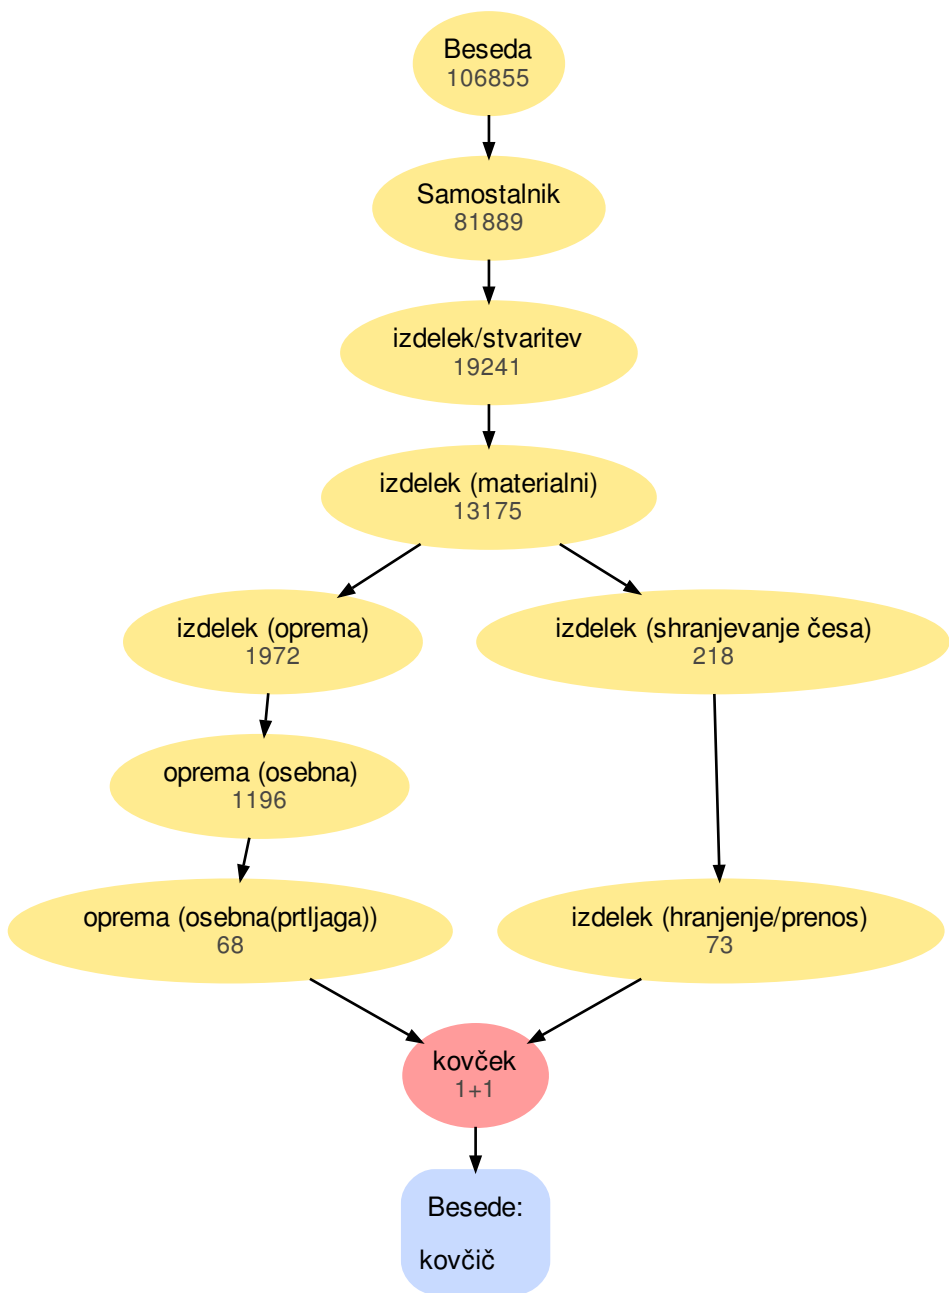 Beseda
106855
Samostalnik
81889
izdelek/stvaritev
19241
izdelek (materialni)
13175
izdelek (oprema)
1972
izdelek (shranjevanje česa)
218
oprema (osebna)
1196
oprema (osebna(prtljaga))
68
izdelek (hranjenje/prenos)
73
kovček
1+1
Besede:
kovčič